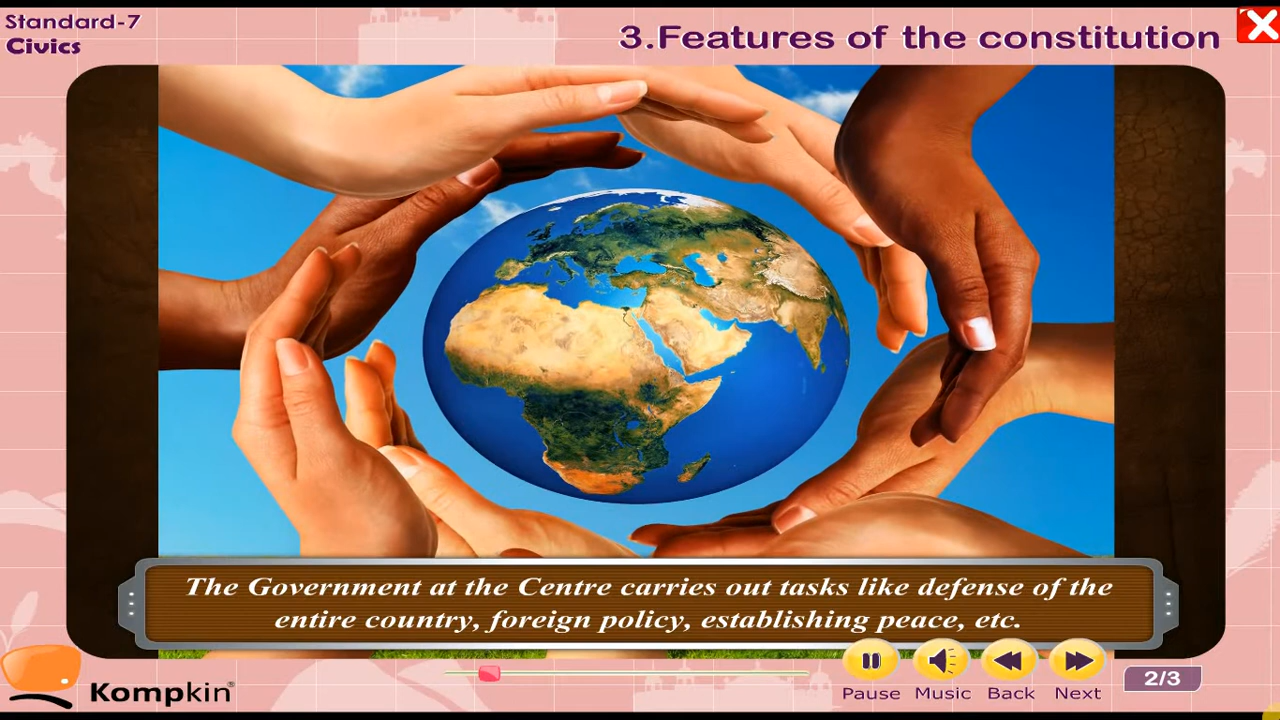 Standard-7
Civics
3.Features of the constitution
The Government at the Centre carries out tasks like defense of the
entire country, foreign policy, establishing peace, etc.
Kompkin®
Pause
Music
Back
Next
2/3